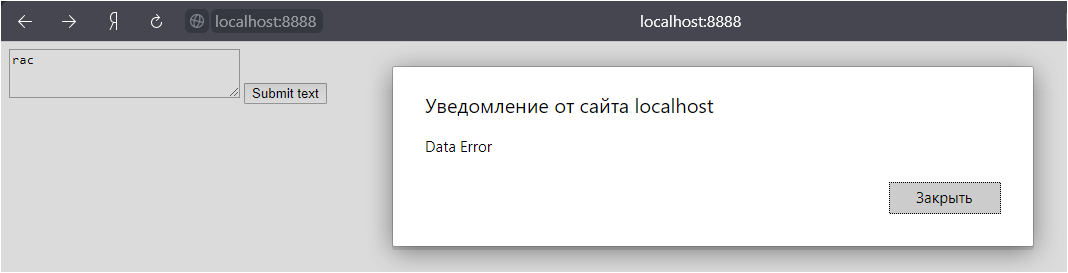 Я localhost:8888 localhost:8888
rac
Submit text
Уведомление от сайта localhost
Data Error
Закрыть